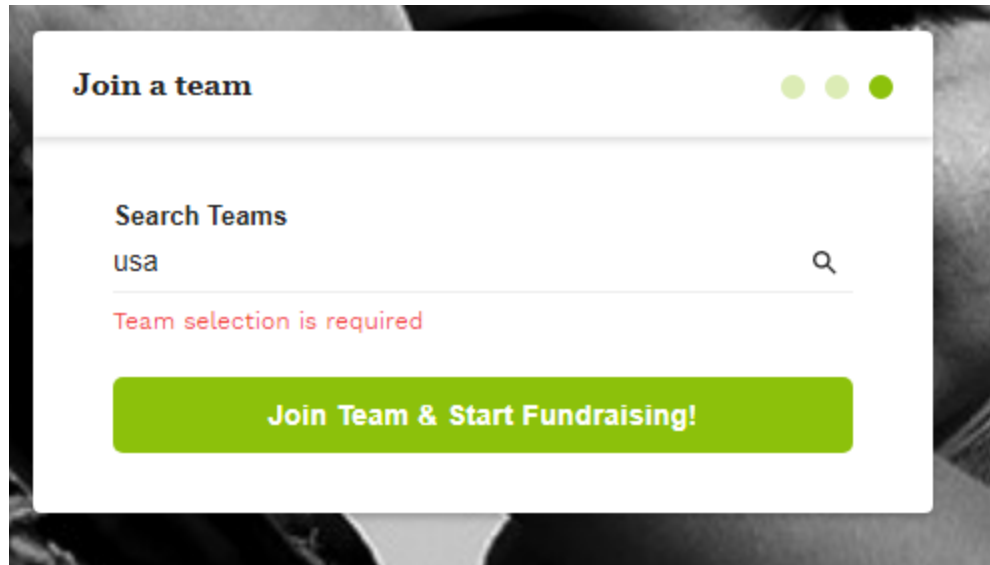 Join a team
Search Teams
usa
Team selection is required
Join Team & Start Fundraising!